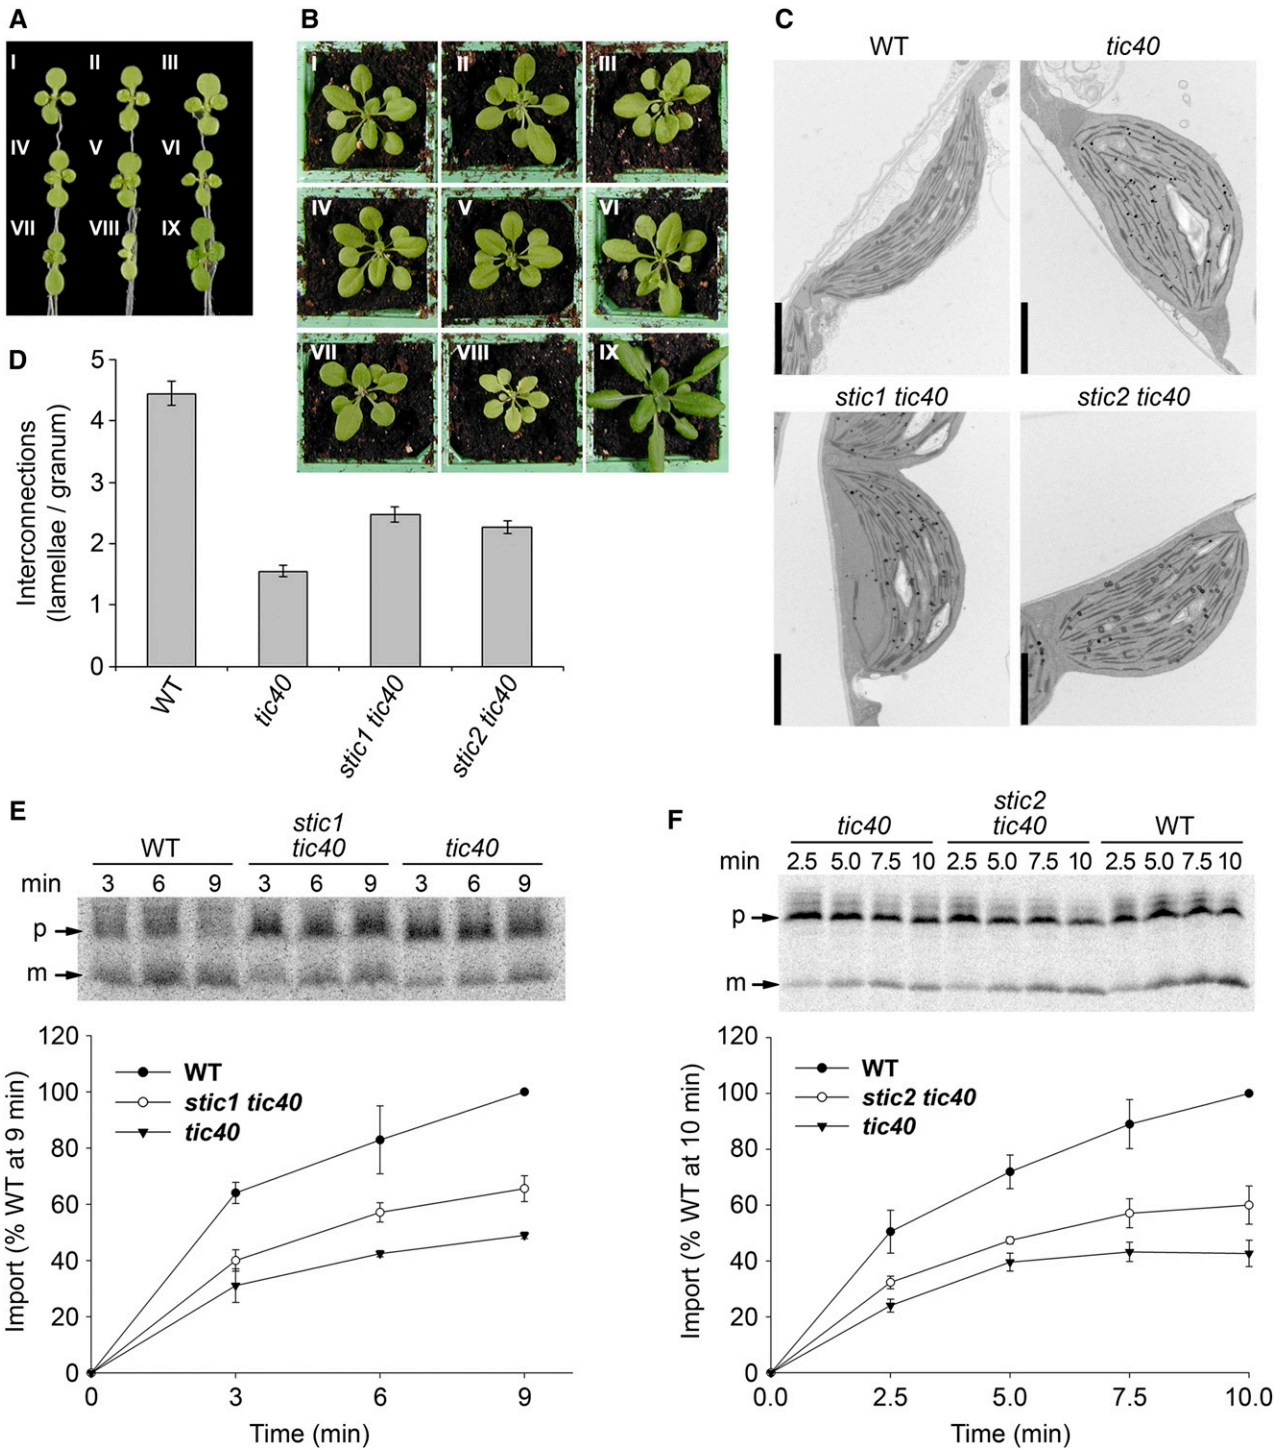 A
I II III
IV V VI
VII VIII IX
B
I II III
IV V VI
VII VIII IX
C
WT tic40
stic1 tic40 stic2 tic40
D
Interconnections
(lamellae / granum)
5
4
3
2
1
0
WT tic40 stic1 tic40 stic2 tic40
E
WT stic1 tic40 tic40
min 3 6 9 3 6 9 3 6 9
p
m
Import (% WT at 9 min)
120
100
80
60
40
20
0
WT
stic1 tic40
tic40
0 3 6 9
Time (min)
F
tic40 stic2 tic40 WT
min 2.5 5.0 7.5 10 2.5 5.0 7.5 10 2.5 5.0 7.5 10
p
m
Import (% WT at 10 min)
120
100
80
60
40
20
0
WT
stic2 tic40
tic40
0.0 2.5 5.0 7.5 10.0
Time (min)